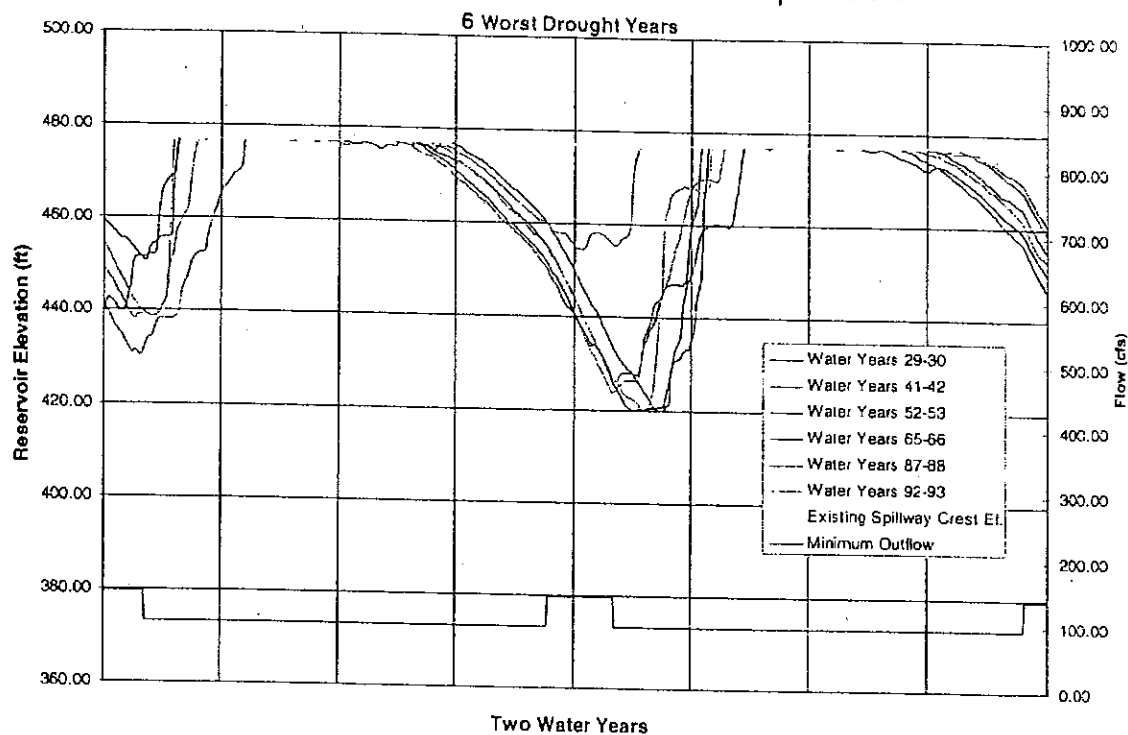 6 Worst Drought Years
500.00
480.00
460.00
440.00
420.00
400.00
380.00
360.00
Reservoir Elevation (ft)
1000.00
900.00
800.00
700.00
600.00
500.00
400.00
300.00
200.00
100.00
0.00
Flow (cfs)
Water Years 29-30
Water Years 41-42
Water Years 52-53
Water Years 65-66
Water Years 87-88
Water Years 92-93
Existing Spillway Crest El.
Minimum Outflow
Two Water Years